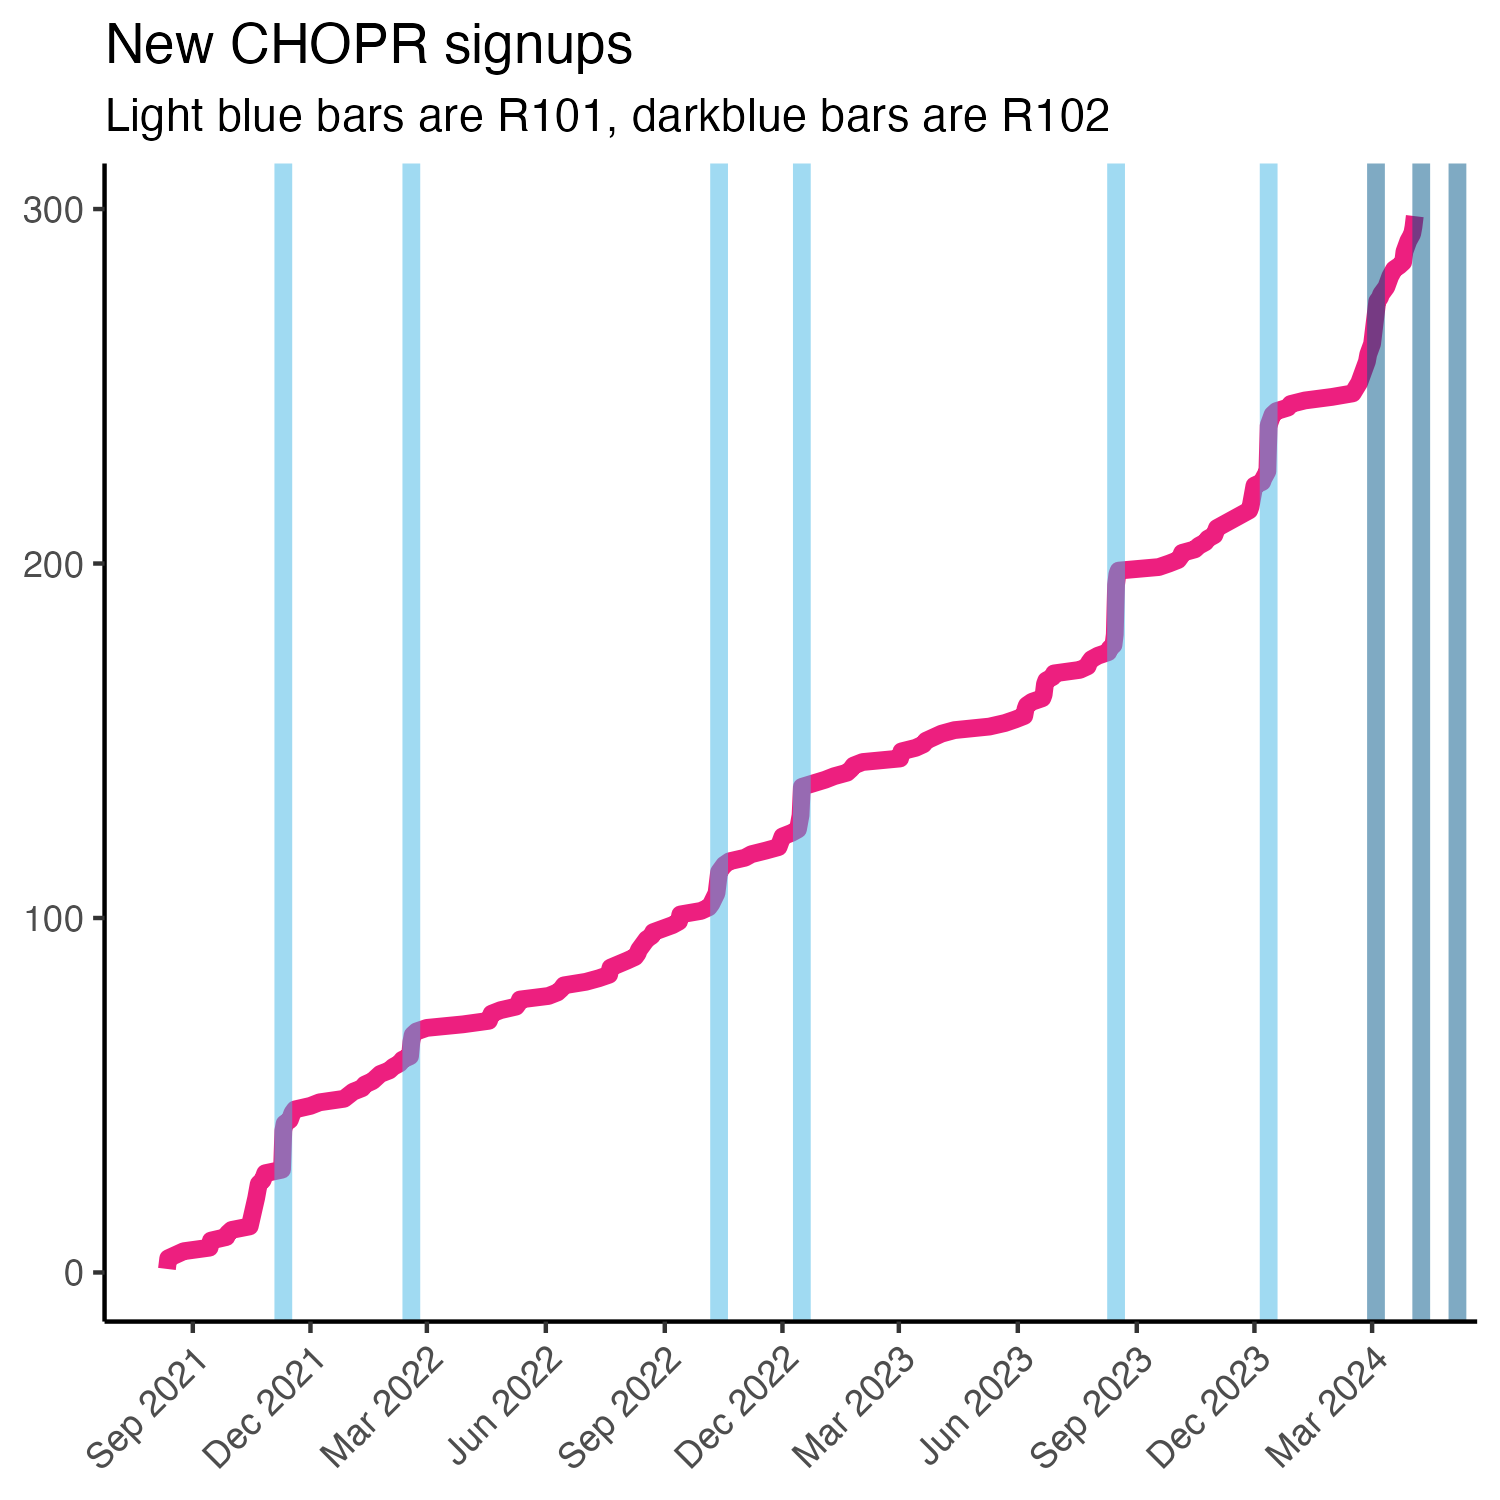 New CHOPR signups
Light blue bars are R101, darkblue bars are R102
300
200
100
0
Sep 2021
Dec 2021
Mar 2022
Jun 2022
Sep 2022
Dec 2022
Mar 2023
Jun 2023
Sep 2023
Dec 2023
Mar 2024